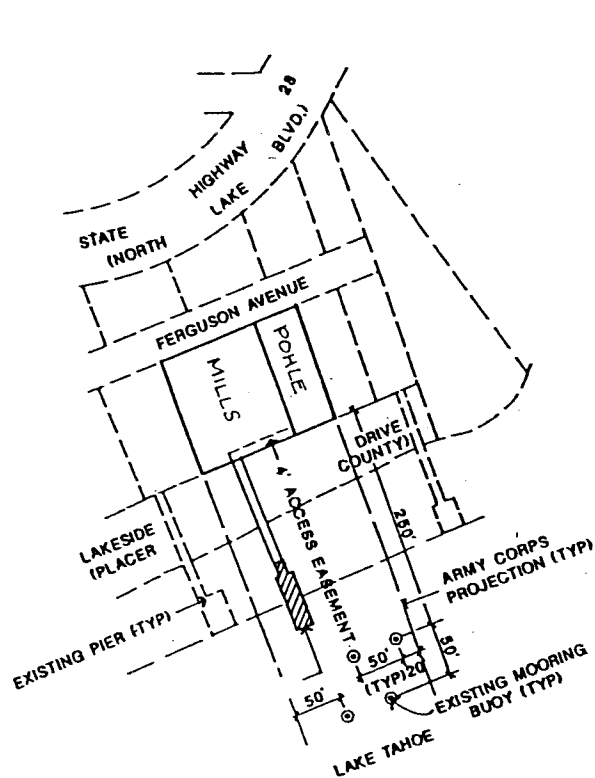 STATE HIGHWAY 28
(NORTH LAKE BLVD.)
FERGUSON AVENUE
MILLS
POHLE
LAKESIDE DRIVE
(PLACER COUNTY)
4' ACCESS EASEMENT
250'
ARMY CORPS
PROJECTION (TYP)
EXISTING PIER (TYP)
50'
(TYP)
20
50'
50'
EXISTING MOORING
BUOY (TYP)
LAKE TAHOE